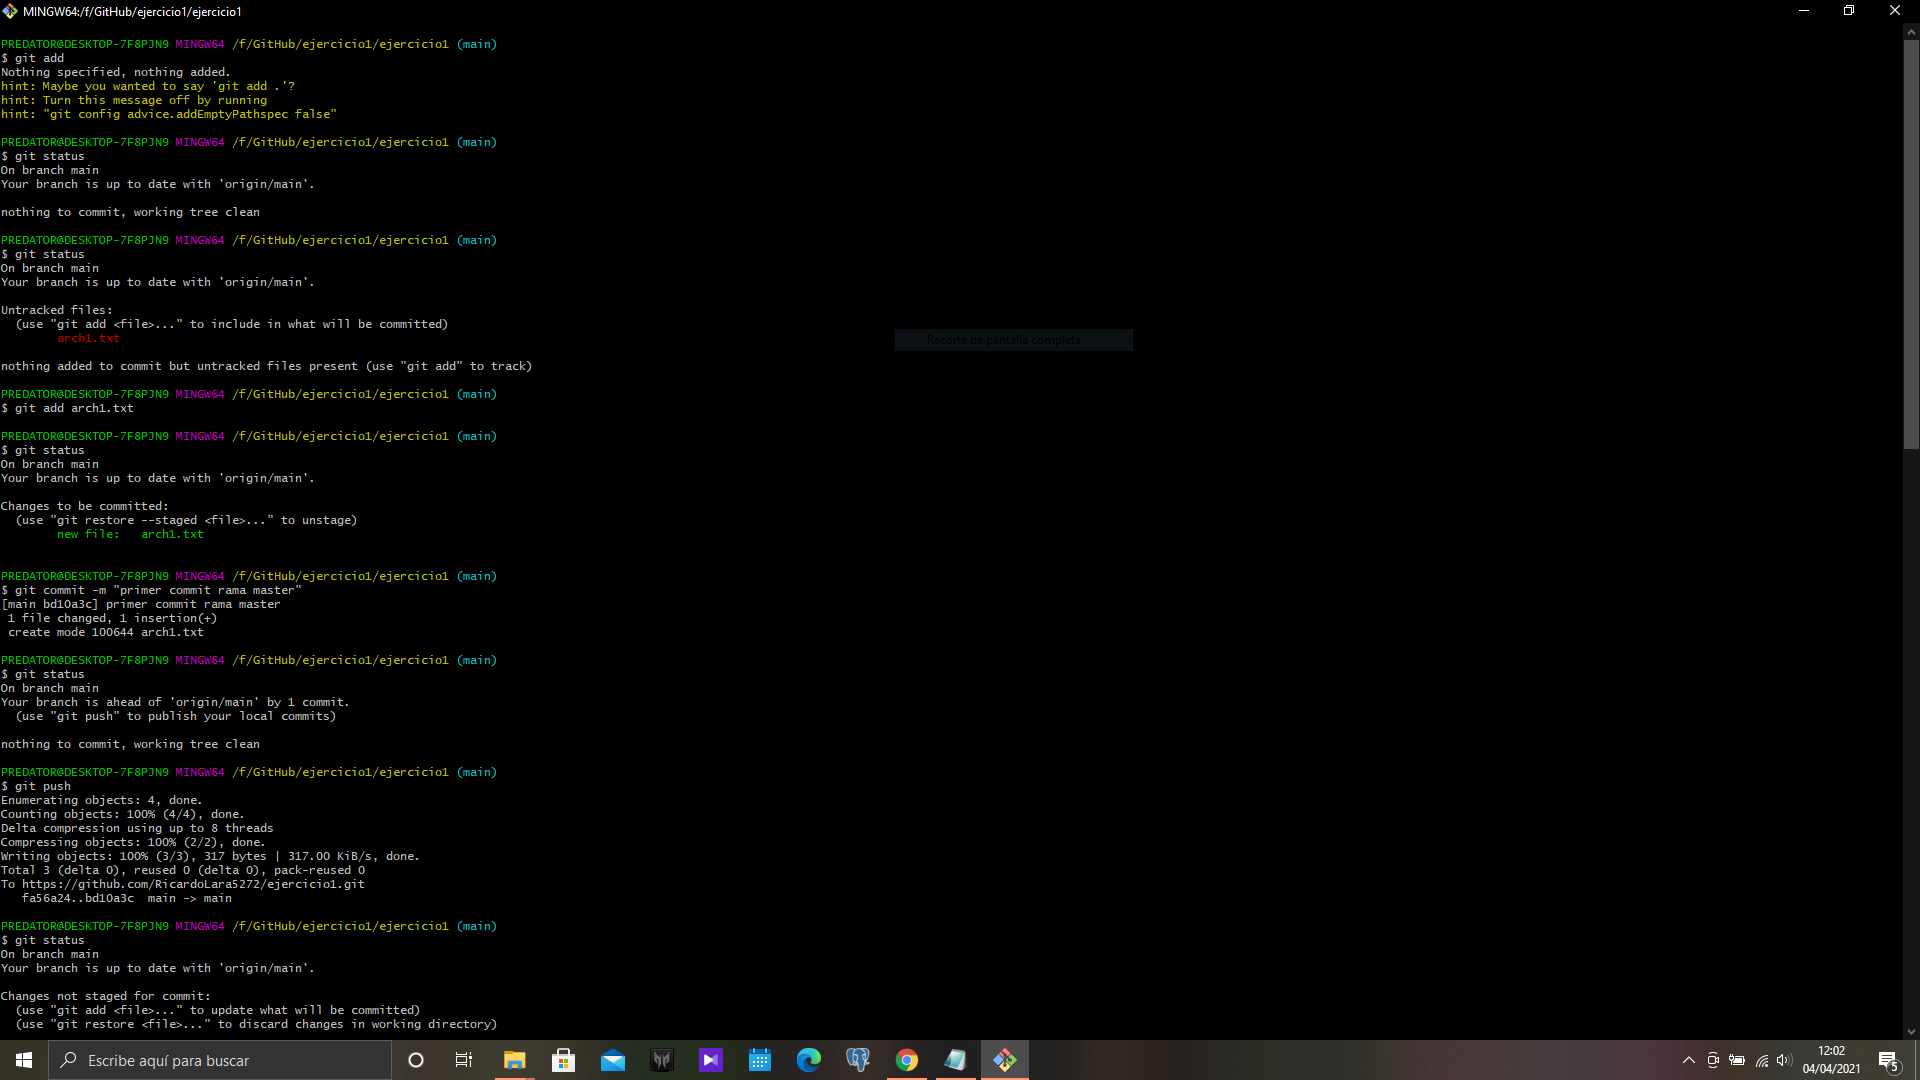 MINGW64:/f/GitHub/ejercicio1/ejercicio1
PREDATOR@DESKTOP-7F8PJN9 MINGW64 /f/GitHub/ejercicio1/ejercicio1 (main)
$ git add
Nothing specified, nothing added.
hint: Maybe you wanted to say 'git add .'?
hint: Turn this message off by running
hint: "git config advice.addEmptyPathspec false"
PREDATOR@DESKTOP-7F8PJN9 MINGW64 /f/GitHub/ejercicio1/ejercicio1 (main)
$ git status
On branch main
Your branch is up to date with 'origin/main'.
nothing to commit, working tree clean
PREDATOR@DESKTOP-7F8PJN9 MINGW64 /f/GitHub/ejercicio1/ejercicio1 (main)
$ git status
On branch main
Your branch is up to date with 'origin/main'.
Untracked files:
  (use "git add <file>..." to include in what will be committed)
        arch1.txt
Recorte de pantalla completa
nothing added to commit but untracked files present (use "git add" to track)
PREDATOR@DESKTOP-7F8PJN9 MINGW64 /f/GitHub/ejercicio1/ejercicio1 (main)
$ git add arch1.txt
PREDATOR@DESKTOP-7F8PJN9 MINGW64 /f/GitHub/ejercicio1/ejercicio1 (main)
$ git status
On branch main
Your branch is up to date with 'origin/main'.
Changes to be committed:
  (use "git restore --staged <file>..." to unstage)
        new file:   arch1.txt
PREDATOR@DESKTOP-7F8PJN9 MINGW64 /f/GitHub/ejercicio1/ejercicio1 (main)
$ git commit -m "primer commit rama master"
[main bd10a3c] primer commit rama master
 1 file changed, 1 insertion(+)
 create mode 100644 arch1.txt
PREDATOR@DESKTOP-7F8PJN9 MINGW64 /f/GitHub/ejercicio1/ejercicio1 (main)
$ git status
On branch main
Your branch is ahead of 'origin/main' by 1 commit.
  (use "git push" to publish your local commits)
nothing to commit, working tree clean
PREDATOR@DESKTOP-7F8PJN9 MINGW64 /f/GitHub/ejercicio1/ejercicio1 (main)
$ git push
Enumerating objects: 4, done.
Counting objects: 100% (4/4), done.
Delta compression using up to 8 threads
Compressing objects: 100% (2/2), done.
Writing objects: 100% (3/3), 317 bytes | 317.00 KiB/s, done.
Total 3 (delta 0), reused 0 (delta 0), pack-reused 0
To https://github.com/RicardoLara5272/ejercicio1.git
   fa56a24..bd10a3c  main -> main
PREDATOR@DESKTOP-7F8PJN9 MINGW64 /f/GitHub/ejercicio1/ejercicio1 (main)
$ git status
On branch main
Your branch is up to date with 'origin/main'.
Changes not staged for commit:
  (use "git add <file>..." to update what will be committed)
  (use "git restore <file>..." to discard changes in working directory)
Escribe aquí para buscar
12:02
04/04/2021
5